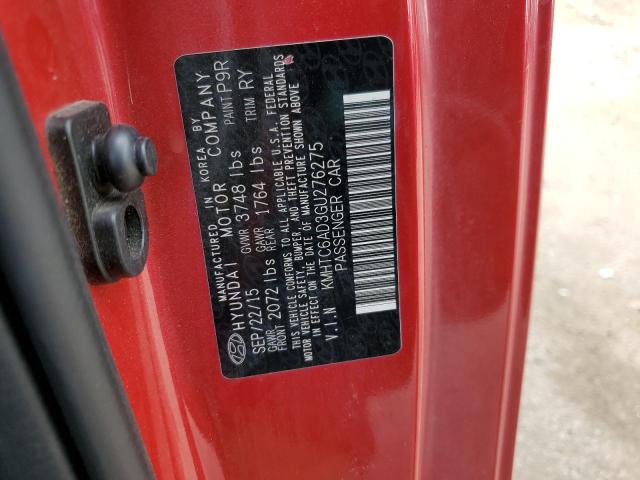 MANUFACTURED IN KOREA BY
HYUNDAI MOTOR COMPANY
SEP/22/15 GVWR 3748 lbs PAINT P9R
GAWR FRONT 2072 lbs GAWR REAR 1764 lbs TRIM RY
THIS VEHICLE CONFORMS TO ALL APPLICABLE U.S.A. FEDERAL
MOTOR VEHICLE SAFETY, BUMPER, AND THEFT PREVENTION STANDARDS
IN EFFECT ON THE DATE OF MANUFACTURE SHOWN ABOVE
V.I.N KMHTC6AD3GU276275
PASSENGER CAR